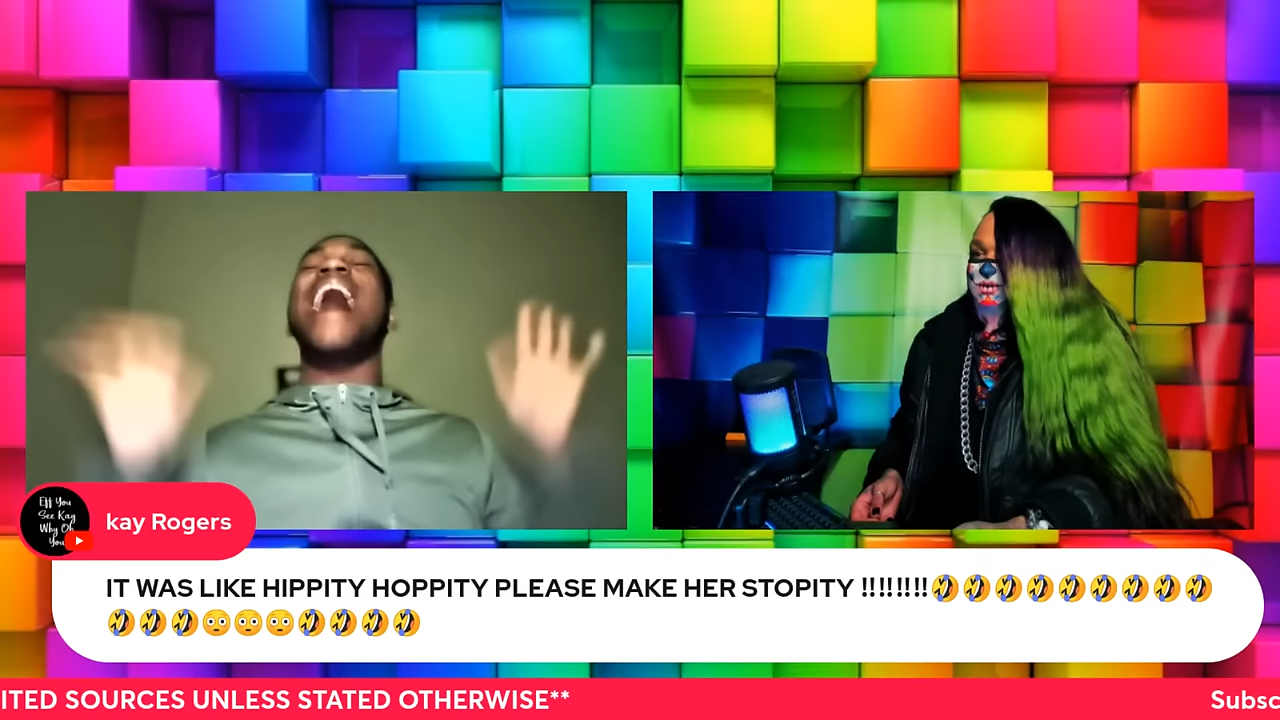 Eff You
See Kay
Why Oh
You
kay Rogers
IT WAS LIKE HIPPITY HOPPITY PLEASE MAKE HER STOPITY !!!!!!!!🤣🤣🤣🤣🤣🤣🤣🤣🤣
🤣🤣🤣😳😳😳🤣🤣🤣🤣
ITED SOURCES UNLESS STATED OTHERWISE** Subsc